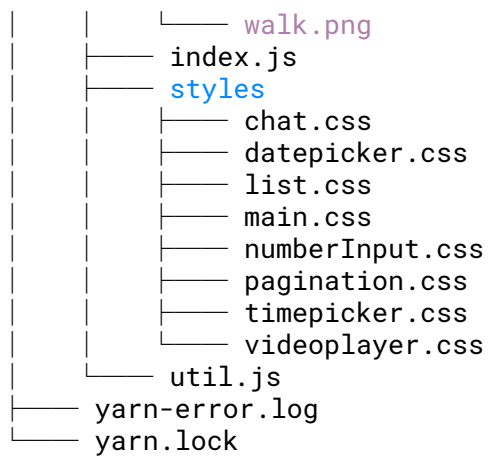 walk.png
index.js
styles
chat.css
datepicker.css
list.css
main.css
numberInput.css
pagination.css
timepicker.css
videoplayer.css
util.js
yarn-error.log
yarn.lock